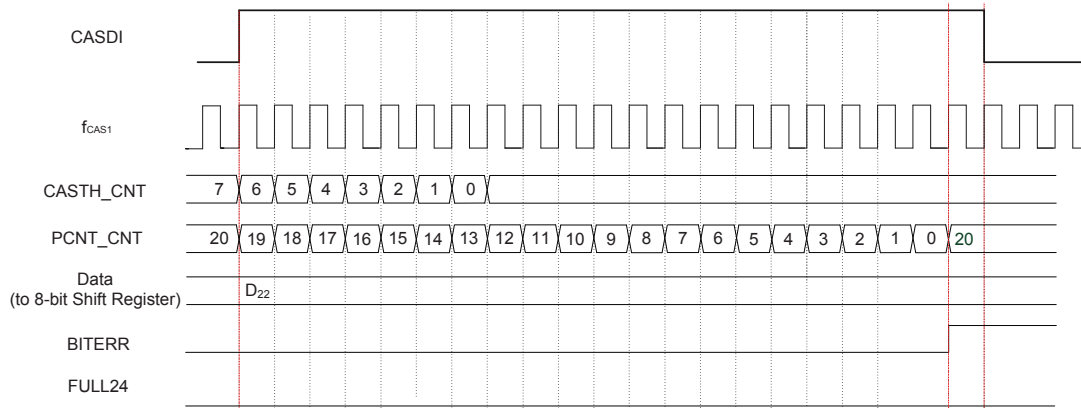 CASDI
fCAS1
CASTH_CNT 7 6 5 4 3 2 1 0
PCNT_CNT 20 19 18 17 16 15 14 13 12 11 10 9 8 7 6 5 4 3 2 1 0 20
Data
(to 8-bit Shift Register)
D22
BITERR
FULL24